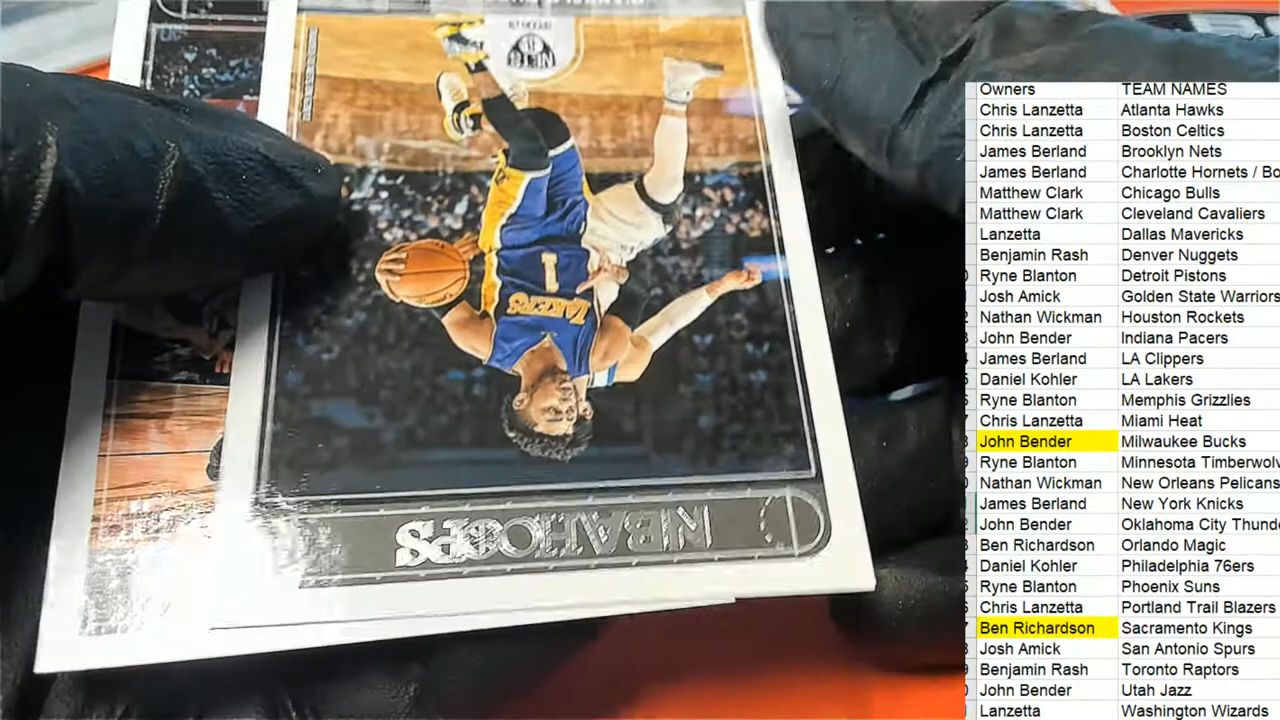 NETS
LAKERS
1
NBA HOOPS
Owners TEAM NAMES
Chris Lanzetta Atlanta Hawks
Chris Lanzetta Boston Celtics
James Berland Brooklyn Nets
James Berland Charlotte Hornets / Bo
Matthew Clark Chicago Bulls
Matthew Clark Cleveland Cavaliers
Lanzetta Dallas Mavericks
Benjamin Rash Denver Nuggets
Ryne Blanton Detroit Pistons
Josh Amick Golden State Warriors
Nathan Wickman Houston Rockets
John Bender Indiana Pacers
James Berland LA Clippers
Daniel Kohler LA Lakers
Ryne Blanton Memphis Grizzlies
Chris Lanzetta Miami Heat
John Bender Milwaukee Bucks
Ryne Blanton Minnesota Timberwolv
Nathan Wickman New Orleans Pelicans
James Berland New York Knicks
John Bender Oklahoma City Thunde
Ben Richardson Orlando Magic
Daniel Kohler Philadelphia 76ers
Ryne Blanton Phoenix Suns
Chris Lanzetta Portland Trail Blazers
Ben Richardson Sacramento Kings
Josh Amick San Antonio Spurs
Benjamin Rash Toronto Raptors
John Bender Utah Jazz
Lanzetta Washington Wizards